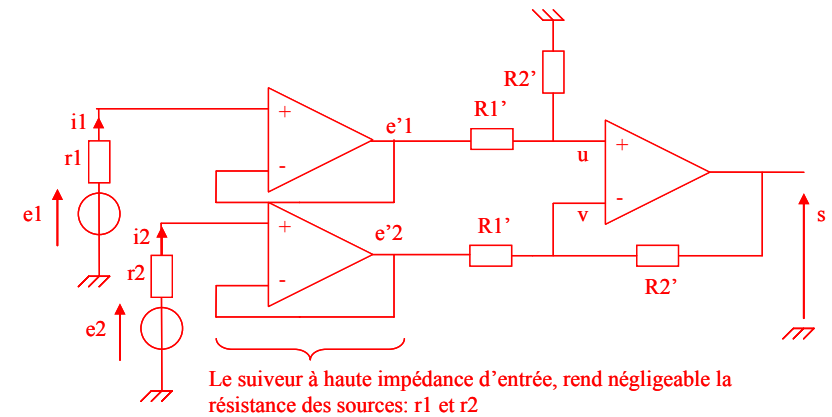 R2’
R1’
i1
+
e’1
r1
-
u
+
e1
i2
+
e’2
R1’
v
-
s
r2
-
R2’
e2
Le suiveur à haute impédance d’entrée, rend négligeable la
résistance des sources: r1 et r2